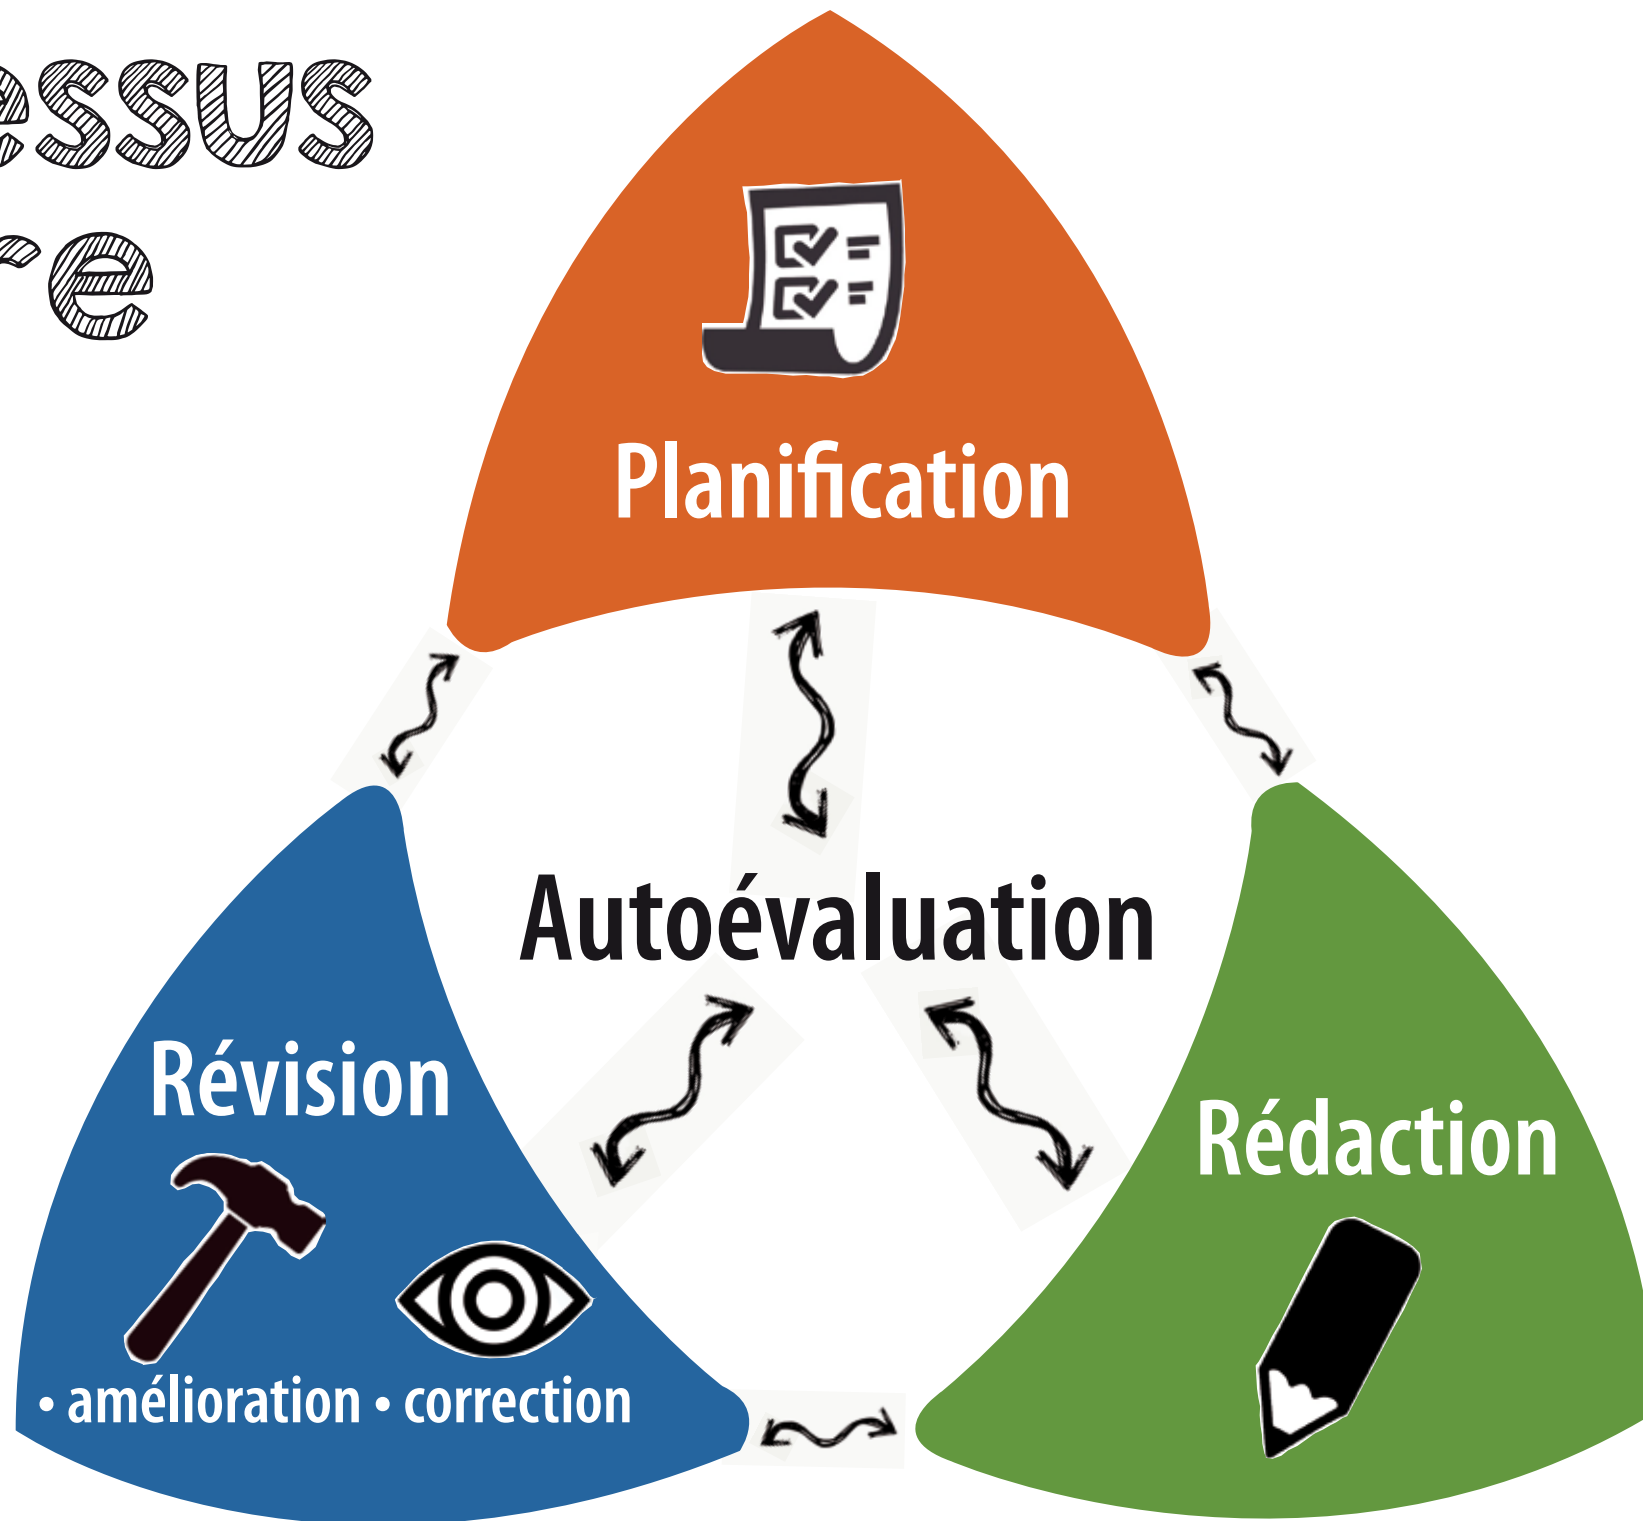 essus
re
Planification
Autoévaluation
Révision
Rédaction
• amélioration • correction